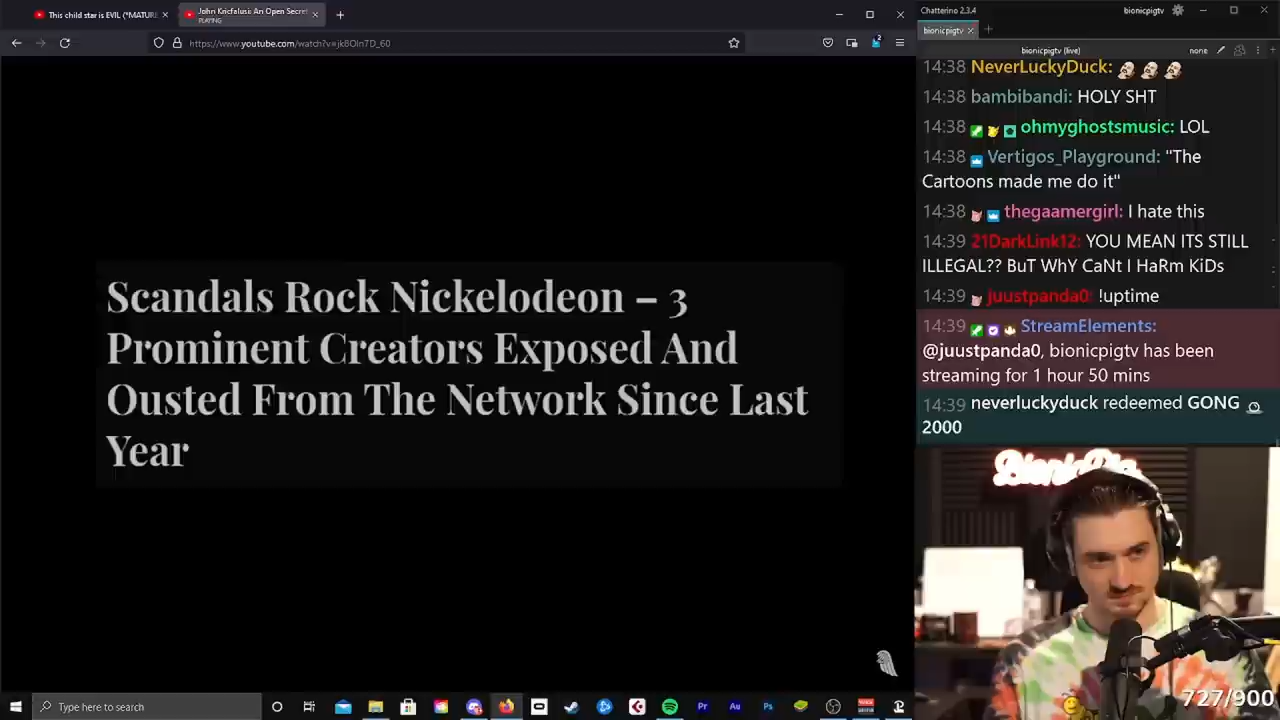 This child star is EVIL (*MATURE
John Kricfalusi: An Open Secret
PLAYING
https://www.youtube.com/watch?v=jk8OIn7D_60
Scandals Rock Nickelodeon – 3
Prominent Creators Exposed And
Ousted From The Network Since Last
Year
Type here to search
Chatterino 2.3.4
bionicpigtv
bionicpigtv
bionicpigtv (live)
none
14:38 NeverLuckyDuck:
14:38 bambibandi: HOLY SHT
14:38 ohmyghostsmusic: LOL
14:38 Vertigos_Playground: "The
Cartoons made me do it"
14:38 thegaamergirl: I hate this
14:39 21DarkLink12: YOU MEAN ITS STILL
ILLEGAL?? BuT WhY CaNt I HaRm KiDs
14:39 juustpanda0: !uptime
14:39 StreamElements:
@juustpanda0, bionicpigtv has been
streaming for 1 hour 50 mins
14:39 neverluckyduck redeemed GONG
2000
BionicPig
727/900